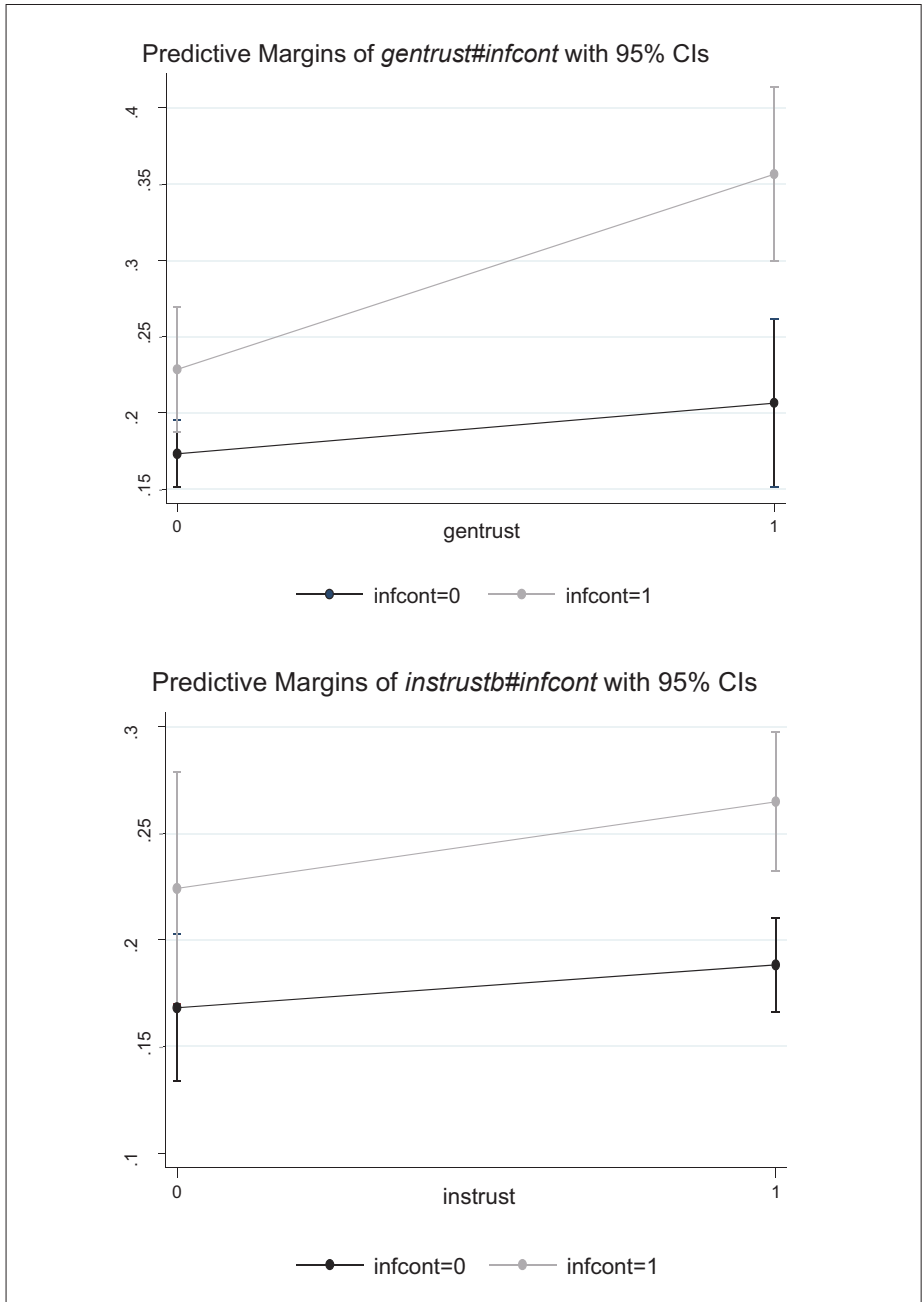 Predictive Margins of gentrust#infcont with 95% CIs
.4
.35
.3
.25
.2
.15
0 1
gentrust
infcont=0 infcont=1
Predictive Margins of instrustb#infcont with 95% CIs
.3
.25
.2
.15
.1
0 1
instrust
infcont=0 infcont=1